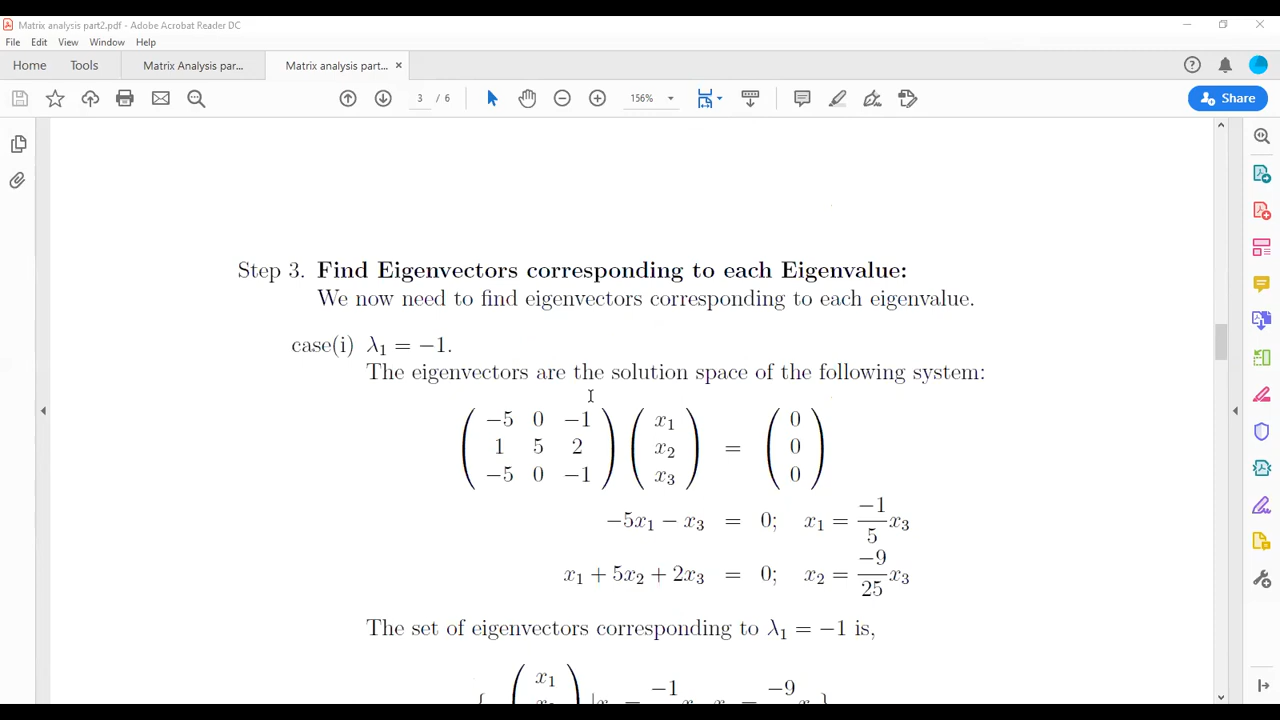 Matrix analysis part2.pdf - Adobe Acrobat Reader DC
File Edit View Window Help
Home Tools Matrix Analysis par... Matrix analysis part... ×
3 / 6 156% Share
Step 3. Find Eigenvectors corresponding to each Eigenvalue:
We now need to find eigenvectors corresponding to each eigenvalue.
case(i) λ₁ = −1.
The eigenvectors are the solution space of the following system:
−5 0 −1 x₁ 0
1 5 2 x₂ = 0
−5 0 −1 x₃ 0
−5x₁ − x₃ = 0; x₁ = −1/5 x₃
x₁ + 5x₂ + 2x₃ = 0; x₂ = −9/25 x₃
The set of eigenvectors corresponding to λ₁ = −1 is,
x₁ −1 −9